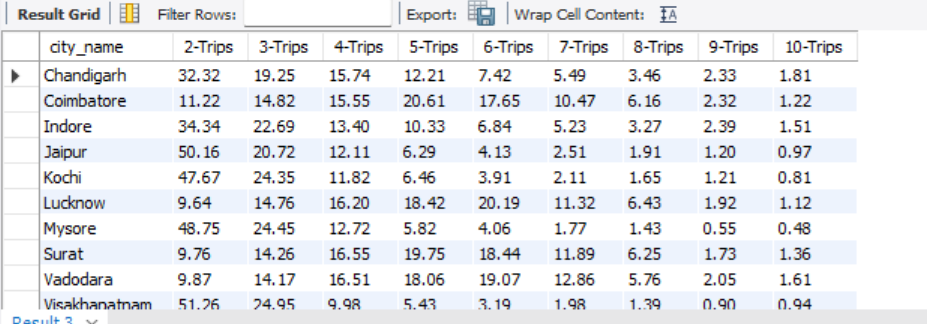 Result Grid Filter Rows: Export: Wrap Cell Content: IA
city_name 2-Trips 3-Trips 4-Trips 5-Trips 6-Trips 7-Trips 8-Trips 9-Trips 10-Trips
Chandigarh 32.32 19.25 15.74 12.21 7.42 5.49 3.46 2.33 1.81
Coimbatore 11.22 14.82 15.55 20.61 17.65 10.47 6.16 2.32 1.22
Indore 34.34 22.69 13.40 10.33 6.84 5.23 3.27 2.39 1.51
Jaipur 50.16 20.72 12.11 6.29 4.13 2.51 1.91 1.20 0.97
Kochi 47.67 24.35 11.82 6.46 3.91 2.11 1.65 1.21 0.81
Lucknow 9.64 14.76 16.20 18.42 20.19 11.32 6.43 1.92 1.12
Mysore 48.75 24.45 12.72 5.82 4.06 1.77 1.43 0.55 0.48
Surat 9.76 14.26 16.55 19.75 18.44 11.89 6.25 1.73 1.36
Vadodara 9.87 14.17 16.51 18.06 19.07 12.86 5.76 2.05 1.61
Visakhapatnam 51.26 24.95 9.98 5.43 3.19 1.98 1.39 0.90 0.94
Result 3